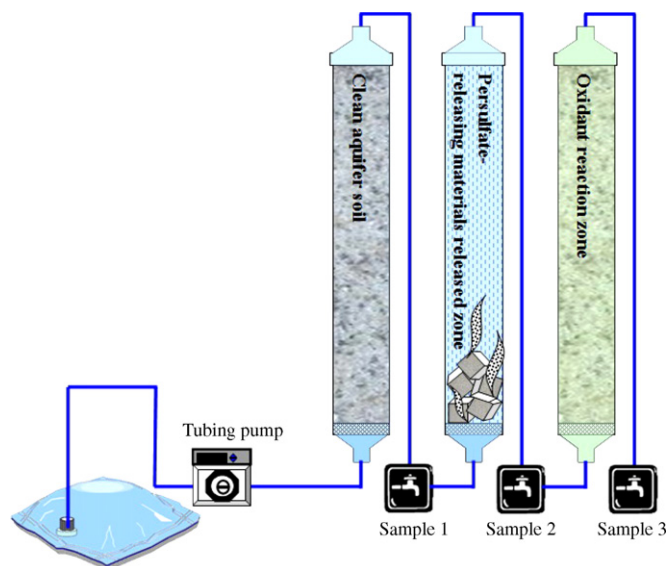 Clean aquifer soil
Persulfate-
releasing materials released zone
Oxidant reaction zone
Tubing pump
Sample 1
Sample 2
Sample 3